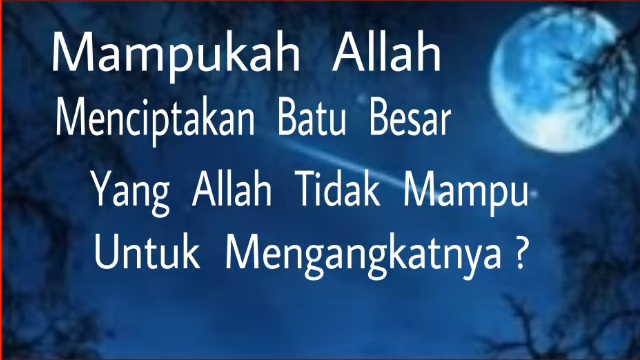 Mampukah Allah
Menciptakan Batu Besar
Yang Allah Tidak Mampu
Untuk Mengangkatnya ?